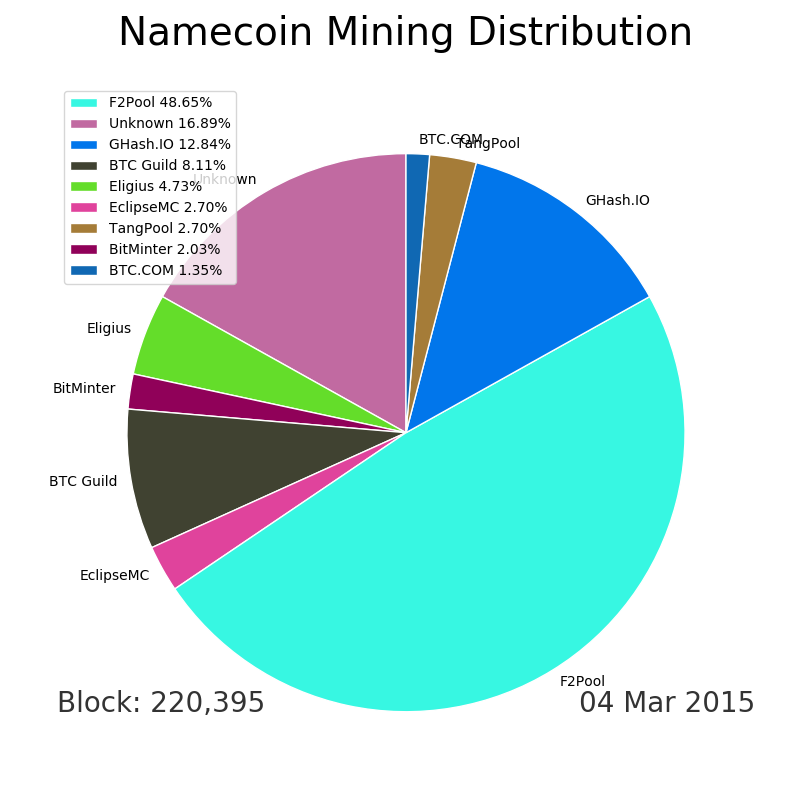 Namecoin Mining Distribution
F2Pool 48.65%
Unknown 16.89%
GHash.IO 12.84%
BTC Guild 8.11%
Eligius 4.73%
EclipseMC 2.70%
TangPool 2.70%
BitMinter 2.03%
BTC.COM 1.35%
BTC.COM
TangPool
Unknown
GHash.IO
Eligius
BitMinter
BTC Guild
EclipseMC
F2Pool
Block: 220,395
04 Mar 2015